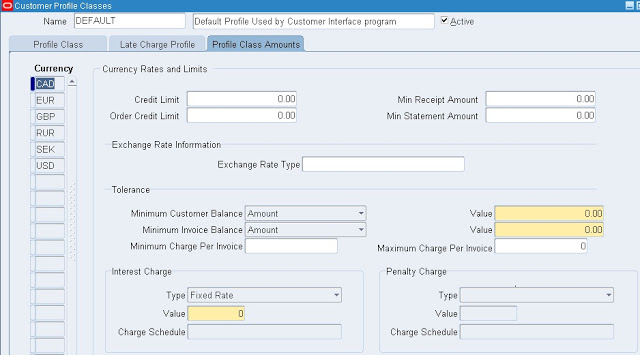 Customer Profile Classes
Name DEFAULT Default Profile Used by Customer Interface program Active
Profile Class Late Charge Profile Profile Class Amounts
Currency Currency Rates and Limits
CAD
EUR Credit Limit 0.00 Min Receipt Amount 0.00
GBP Order Credit Limit 0.00 Min Statement Amount 0.00
RUR
SEK Exchange Rate Information
USD Exchange Rate Type
Tolerance
Minimum Customer Balance Amount Value 0.00
Minimum Invoice Balance Amount Value 0.00
Minimum Charge Per Invoice Maximum Charge Per Invoice 0
Interest Charge Penalty Charge
Type Fixed Rate Type
Value 0 Value
Charge Schedule Charge Schedule